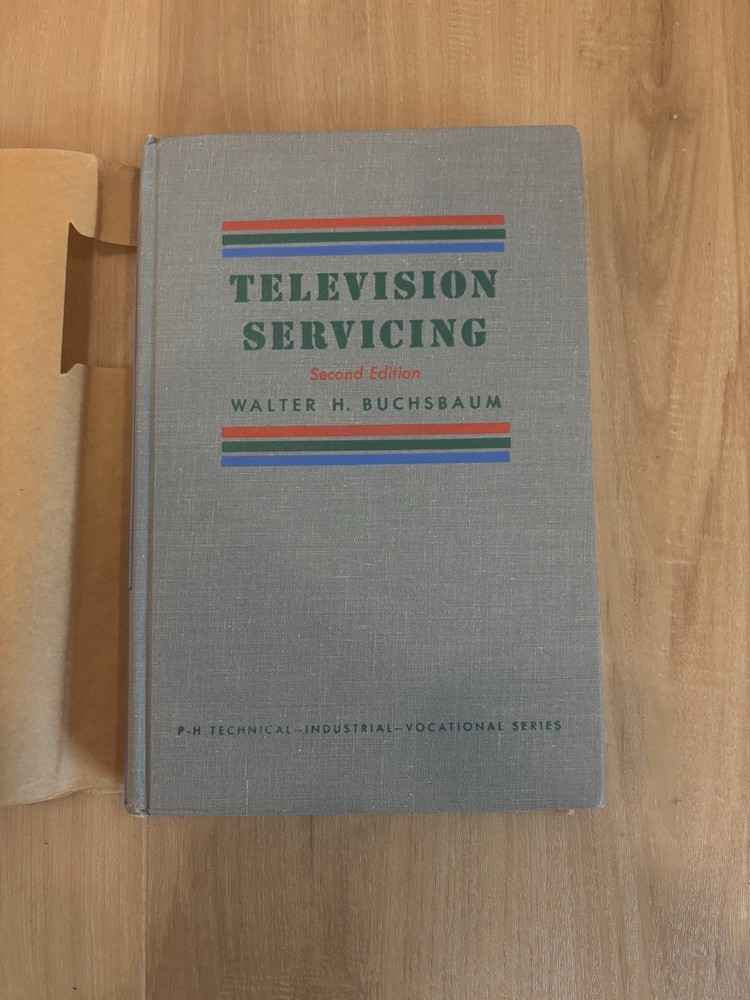 TELEVISION
SERVICING
Second Edition
WALTER H. BUCHSBAUM
P-H TECHNICAL—INDUSTRIAL—VOCATIONAL SERIES